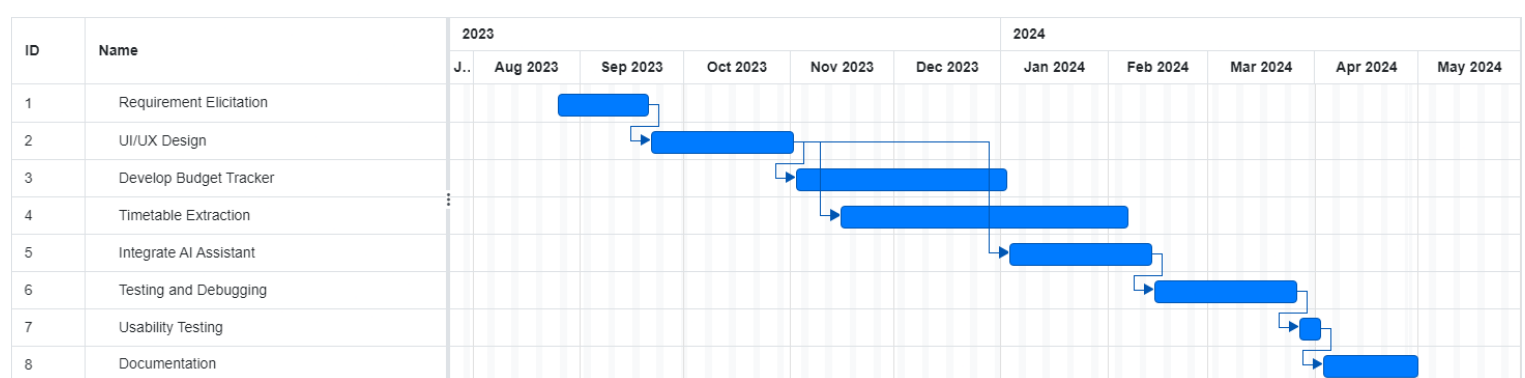 ID Name 2023 2024
J.. Aug 2023 Sep 2023 Oct 2023 Nov 2023 Dec 2023 Jan 2024 Feb 2024 Mar 2024 Apr 2024 May 2024
1 Requirement Elicitation
2 UI/UX Design
3 Develop Budget Tracker
4 Timetable Extraction
5 Integrate AI Assistant
6 Testing and Debugging
7 Usability Testing
8 Documentation